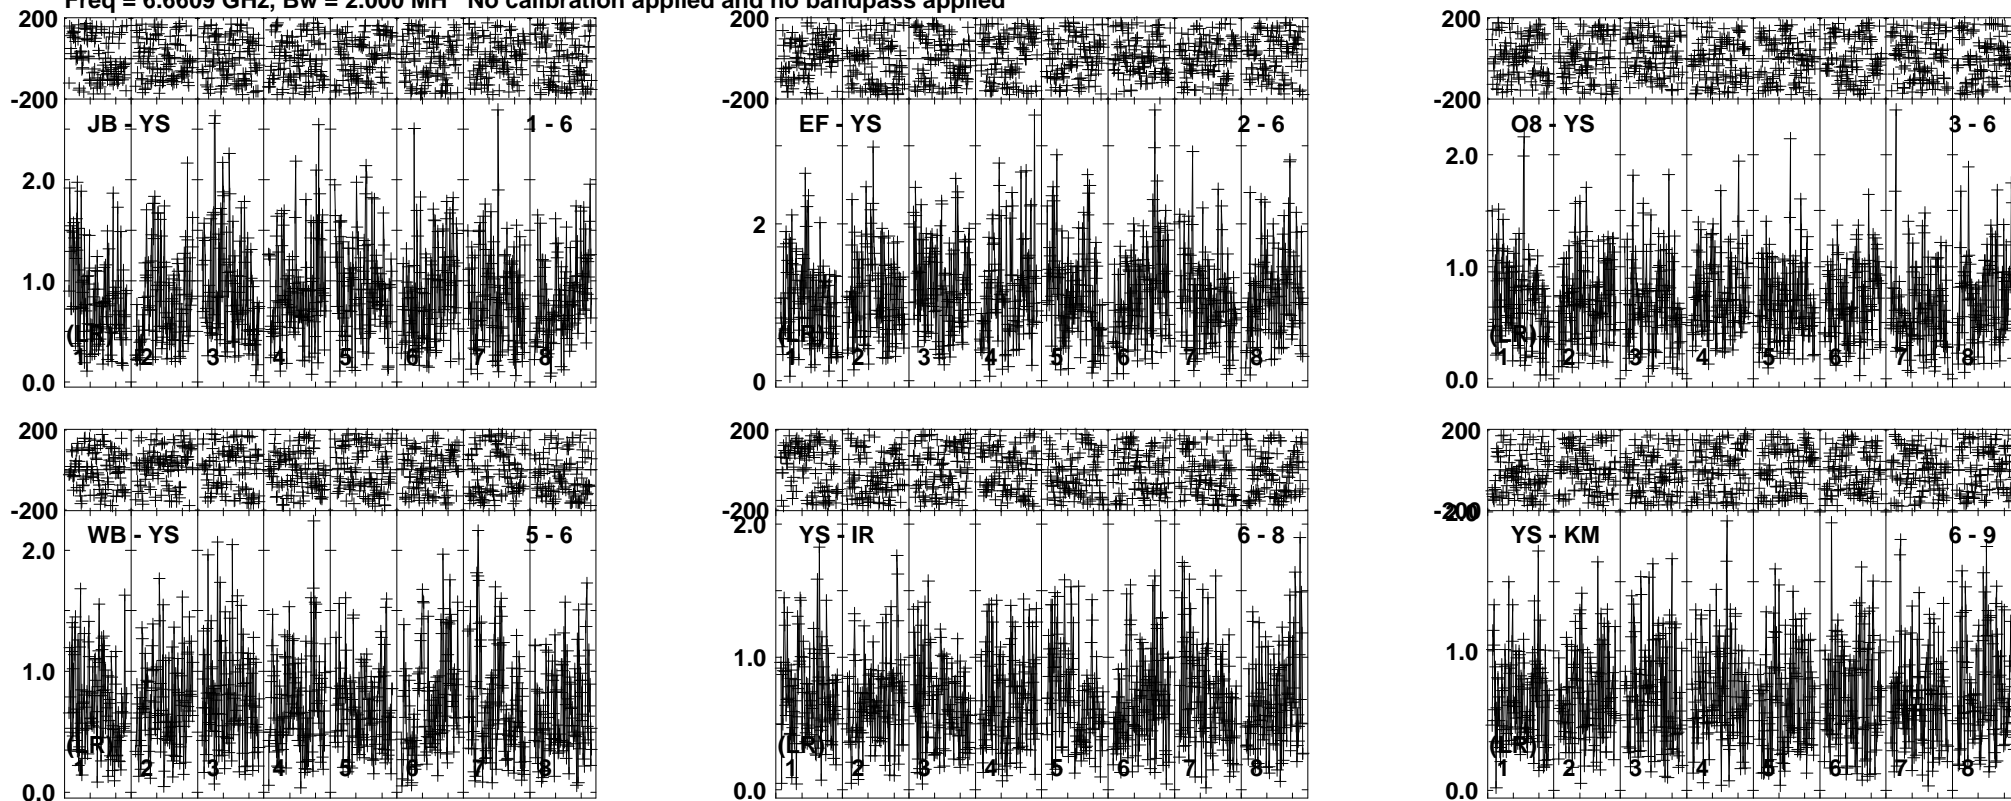 Freq = 6.6609 GHz, Bw = 2.000 MH No calibration applied and no bandpass applied
200
-200
JB - YS 1 - 6
2.0
1.0
0.0
(LR)
1 2 3 4 5 6 7 8
200
-200
EF - YS 2 - 6
2
0
(LR)
1 2 3 4 5 6 7 8
200
-200
O8 - YS 3 - 6
2.0
1.0
0.0
(LR)
1 2 3 4 5 6 7 8
200
-200
WB - YS 5 - 6
2.0
1.0
0.0
(LR)
1 2 3 4 5 6 7 8
200
-200
YS - IR 6 - 8
2.0
1.0
0.0
(LR)
1 2 3 4 5 6 7 8
200
-200
2.0
YS - KM 6 - 9
1.0
0.0
(LR)
1 2 3 4 5 6 7 8